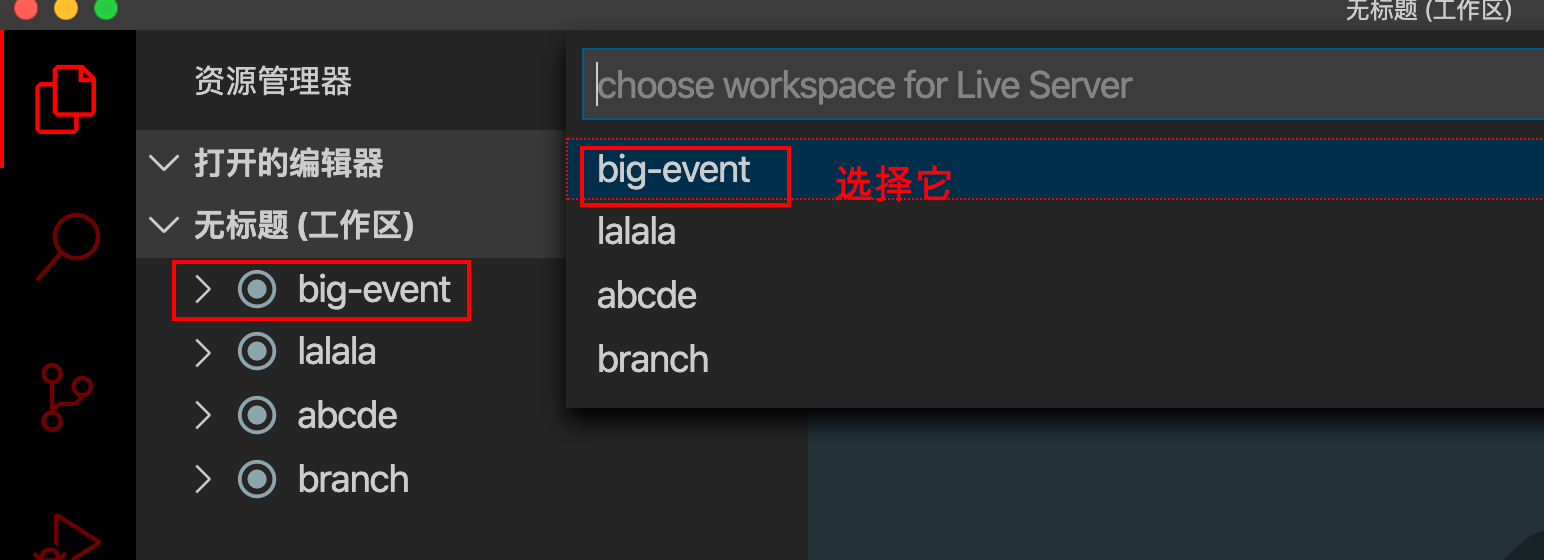 无标题 (工作区)
资源管理器
choose workspace for Live Server
打开的编辑器
big-event
选择它
无标题 (工作区)
lalala
big-event
abcde
lalala
branch
abcde
branch